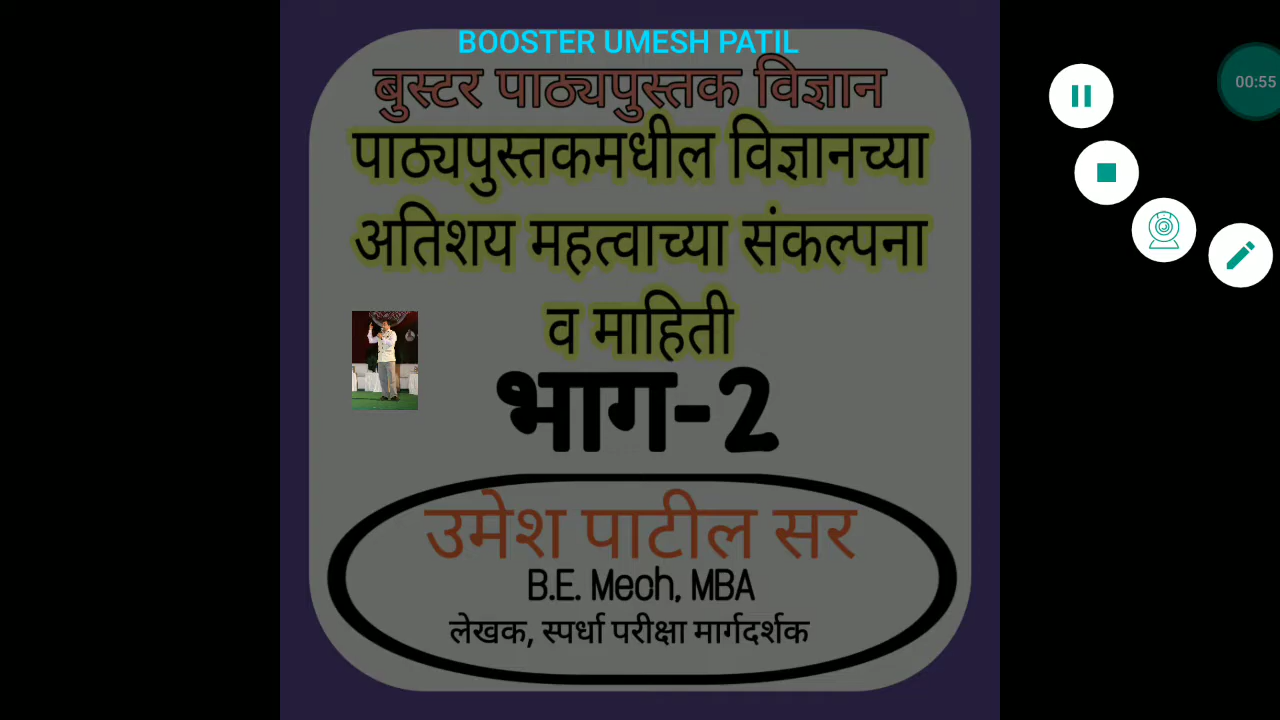 BOOSTER UMESH PATIL
बुस्टर पाठ्यपुस्तक विज्ञान
पाठ्यपुस्तकमधील विज्ञानच्या
अतिशय महत्वाच्या संकल्पना
व माहिती
भाग-2
उमेश पाटील सर
B.E. Mech, MBA
लेखक, स्पर्धा परीक्षा मार्गदर्शक
00:55